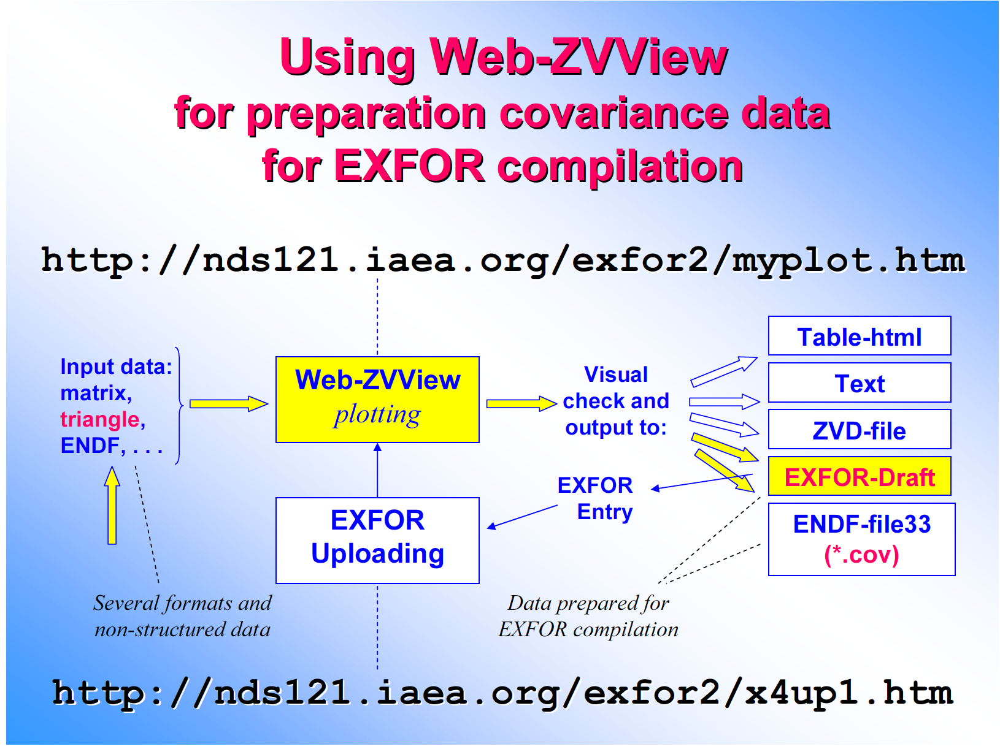 Using Web-ZVView
for preparation covariance data
for EXFOR compilation
http://nds121.iaea.org/exfor2/myplot.htm
Input data:
matrix,
triangle,
ENDF, . . .
Web-ZVView
plotting
Visual
check and
output to:
Table-html
Text
ZVD-file
EXFOR-Draft
ENDF-file33
(*.cov)
EXFOR
Entry
EXFOR
Uploading
Several formats and
non-structured data
Data prepared for
EXFOR compilation
http://nds121.iaea.org/exfor2/x4up1.htm